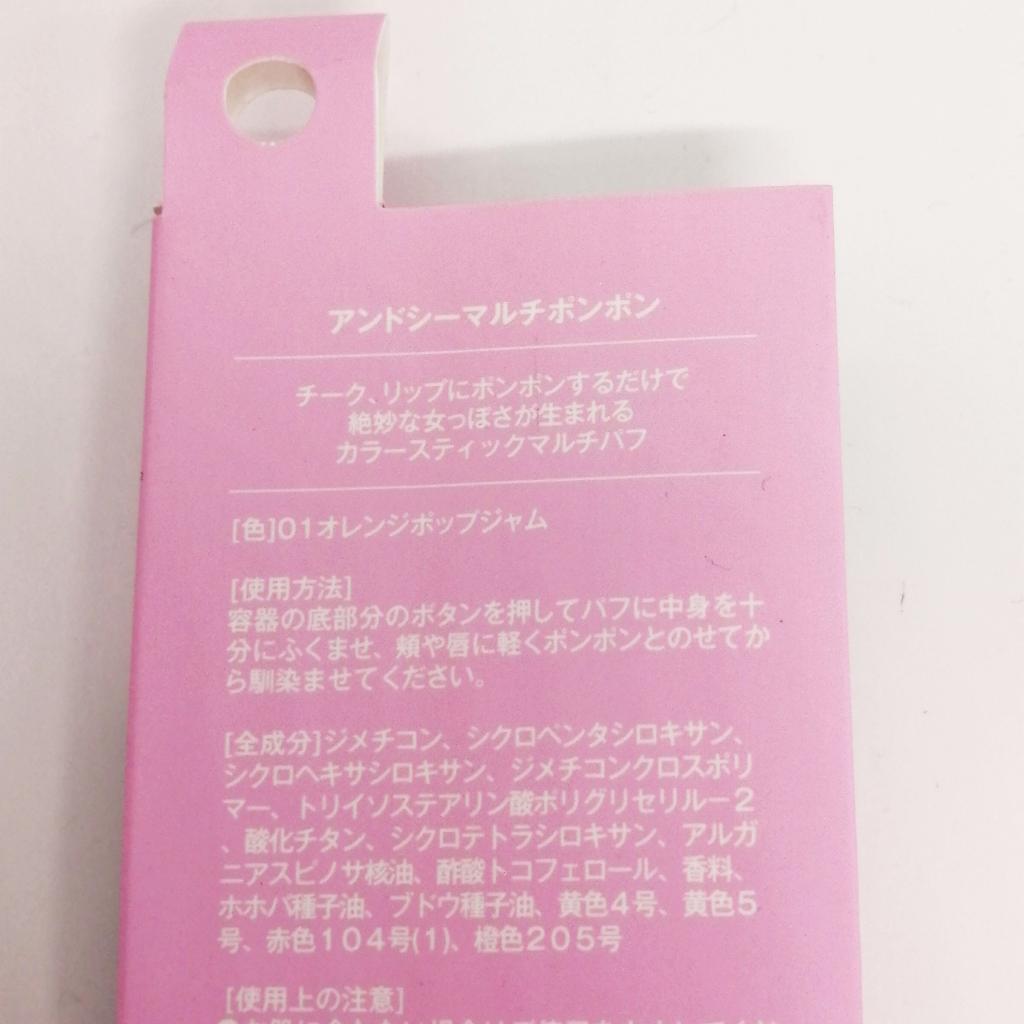 アンドシーマルチポンポン
チーク、リップにポンポンするだけで
絶妙な女っぽさが生まれる
カラースティックマルチパフ
[色]01オレンジポップジャム
[使用方法]
容器の底部分のボタンを押してパフに中身を十
分にふくませ、頬や唇に軽くポンポンとのせてか
ら馴染ませてください。
[全成分]ジメチコン、シクロペンタシロキサン、
シクロヘキサシロキサン、ジメチコンクロスポリ
マー、トリイソステアリン酸ポリグリセリルー2
、酸化チタン、シクロテトラシロキサン、アルガ
ニアスピノサ核油、酢酸トコフェロール、香料、
ホホバ種子油、ブドウ種子油、黄色4号、黄色5
号、赤色104号(1)、橙色205号
[使用上の注意]